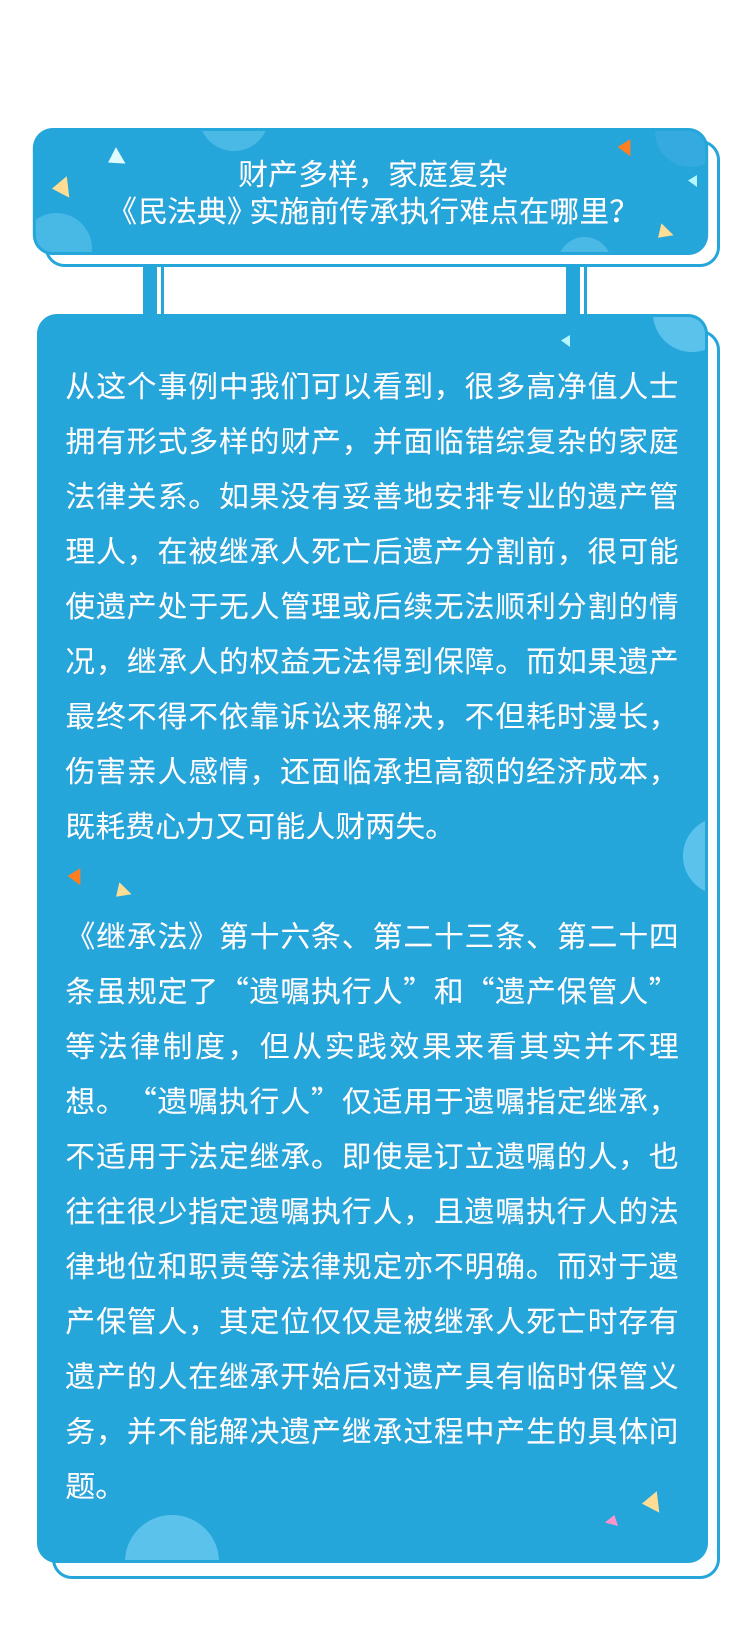 财产多样，家庭复杂
《民法典》实施前传承执行难点在哪里？
从这个事例中我们可以看到，很多高净值人士
拥有形式多样的财产，并面临错综复杂的家庭
法律关系。如果没有妥善地安排专业的遗产管
理人，在被继承人死亡后遗产分割前，很可能
使遗产处于无人管理或后续无法顺利分割的情
况，继承人的权益无法得到保障。而如果遗产
最终不得不依靠诉讼来解决，不但耗时漫长，
伤害亲人感情，还面临承担高额的经济成本，
既耗费心力又可能人财两失。
《继承法》第十六条、第二十三条、第二十四
条虽规定了“遗嘱执行人”和“遗产保管人”
等法律制度，但从实践效果来看其实并不理
想。“遗嘱执行人”仅适用于遗嘱指定继承，
不适用于法定继承。即使是订立遗嘱的人，也
往往很少指定遗嘱执行人，且遗嘱执行人的法
律地位和职责等法律规定亦不明确。而对于遗
产保管人，其定位仅仅是被继承人死亡时存有
遗产的人在继承开始后对遗产具有临时保管义
务，并不能解决遗产继承过程中产生的具体问
题。